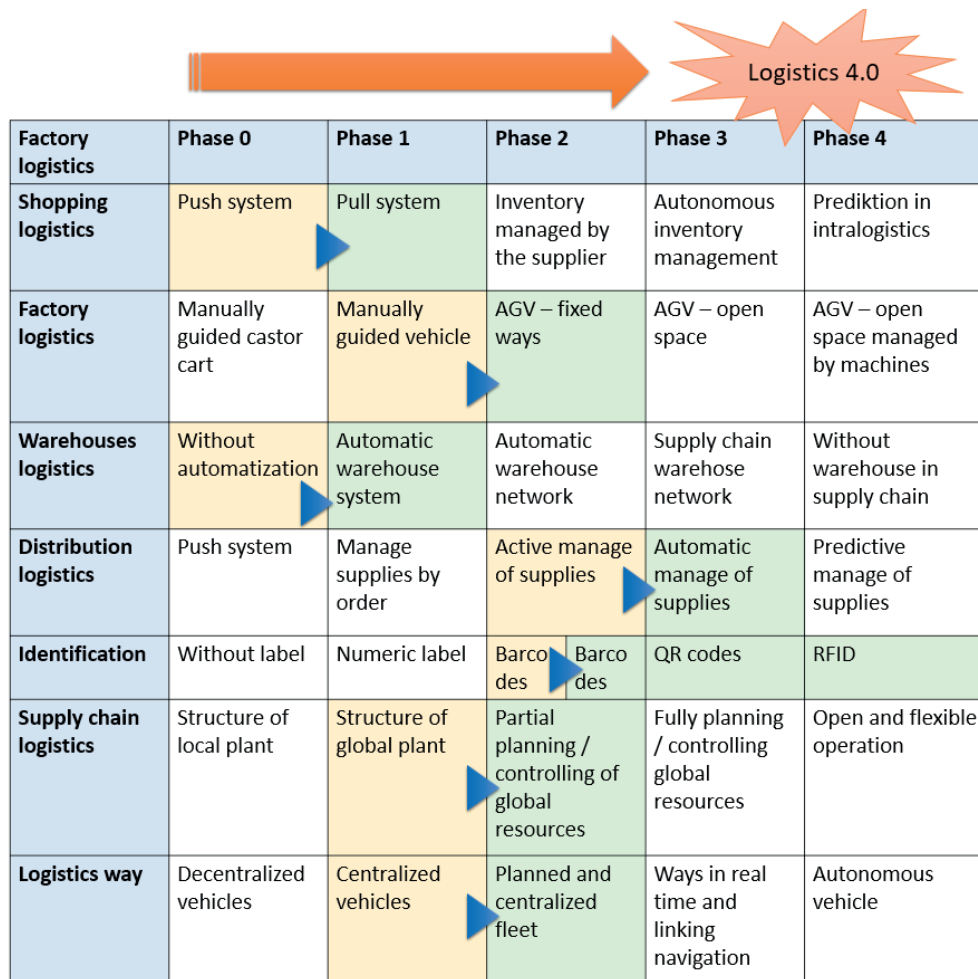 Logistics 4.0
Factory
logistics
Phase 0
Phase 1
Phase 2
Phase 3
Phase 4
Shopping
logistics
Push system
Pull system
Inventory
managed by
the supplier
Autonomous
inventory
management
Prediktion in
intralogistics
Factory
logistics
Manually
guided castor
cart
Manually
guided vehicle
AGV – fixed
ways
AGV – open
space
AGV – open
space managed
by machines
Warehouses
logistics
Without
automatization
Automatic
warehouse
system
Automatic
warehouse
network
Supply chain
warehose
network
Without
warehouse in
supply chain
Distribution
logistics
Push system
Manage
supplies by
order
Active manage
of supplies
Automatic
manage of
supplies
Predictive
manage of
supplies
Identification
Without label
Numeric label
Barco
des
Barco
des
QR codes
RFID
Supply chain
logistics
Structure of
local plant
Structure of
global plant
Partial
planning /
controlling of
global
resources
Fully planning
/ controlling
global
resources
Open and flexible
operation
Logistics way
Decentralized
vehicles
Centralized
vehicles
Planned and
centralized
fleet
Ways in real
time and
linking
navigation
Autonomous
vehicle